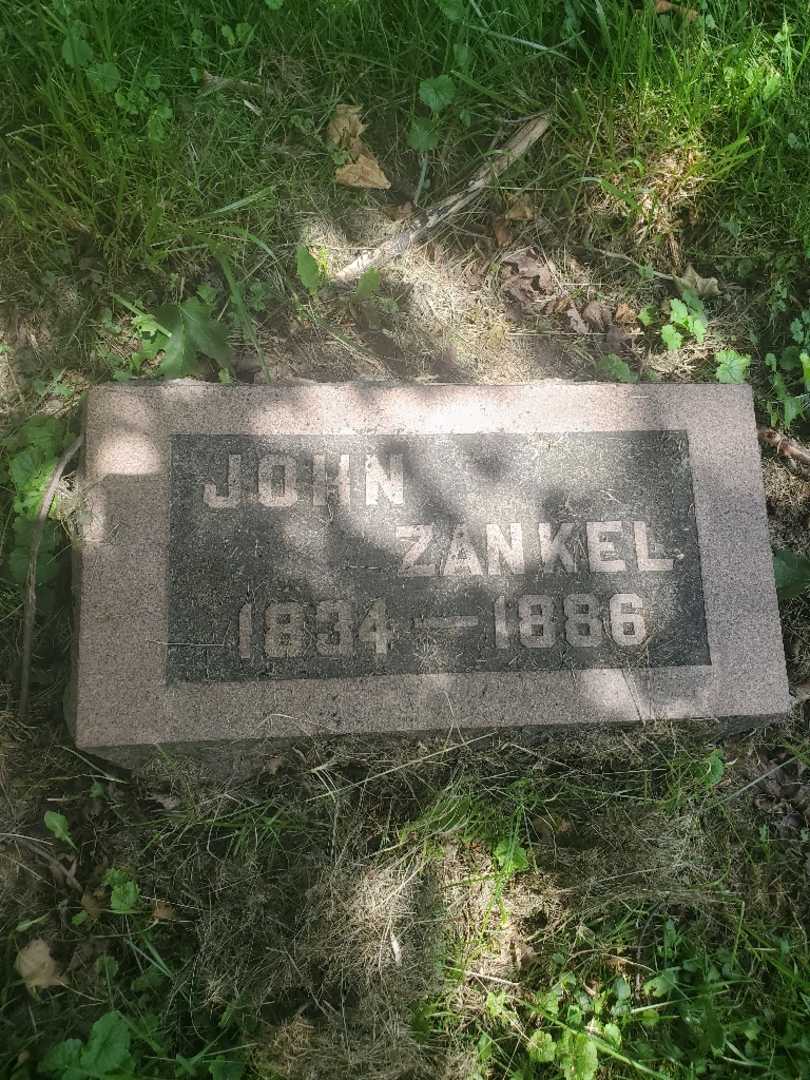 JOHN
ZANKEL
1834 — 1886